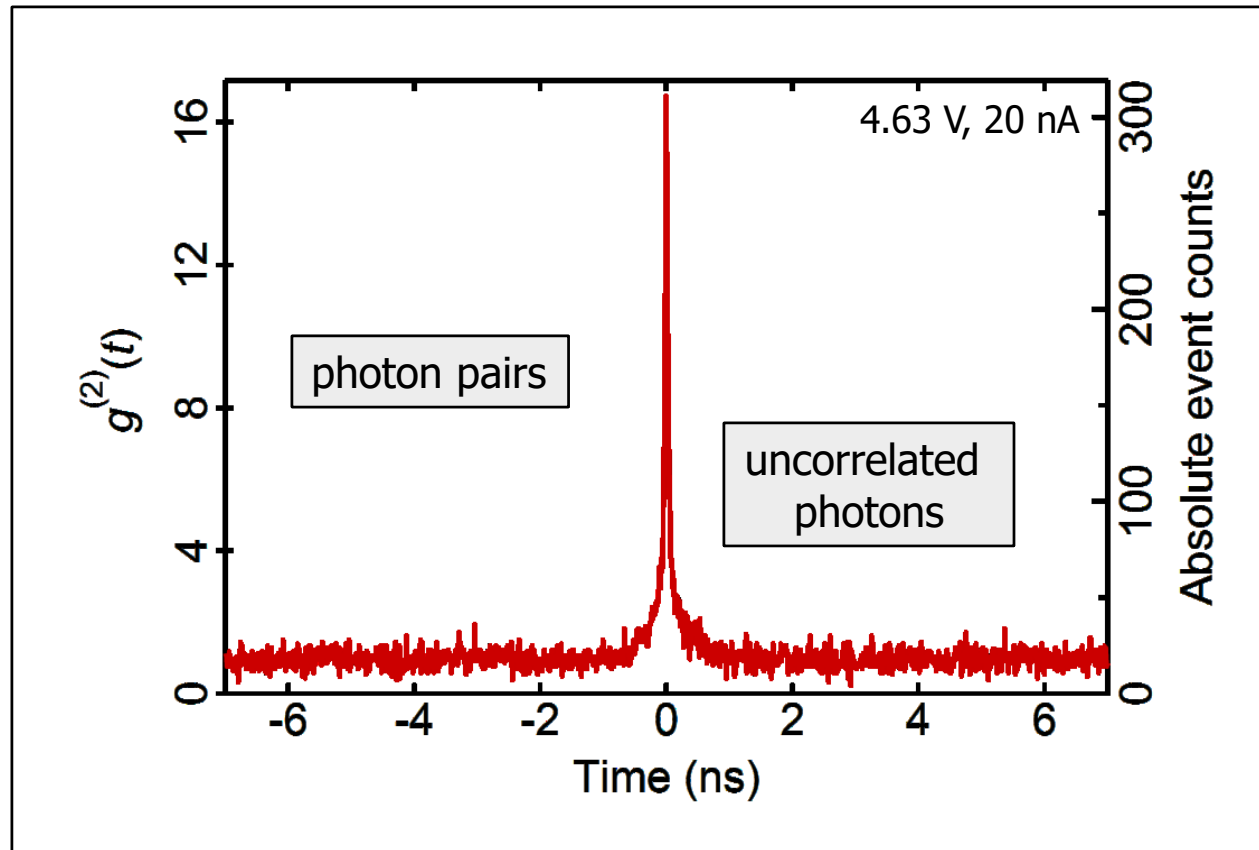 4.63 V, 20 nA
16
12
8
4
0
g(2)(t)
photon pairs
uncorrelated
photons
300
200
100
0
Absolute event counts
-6 -4 -2 0 2 4 6
Time (ns)